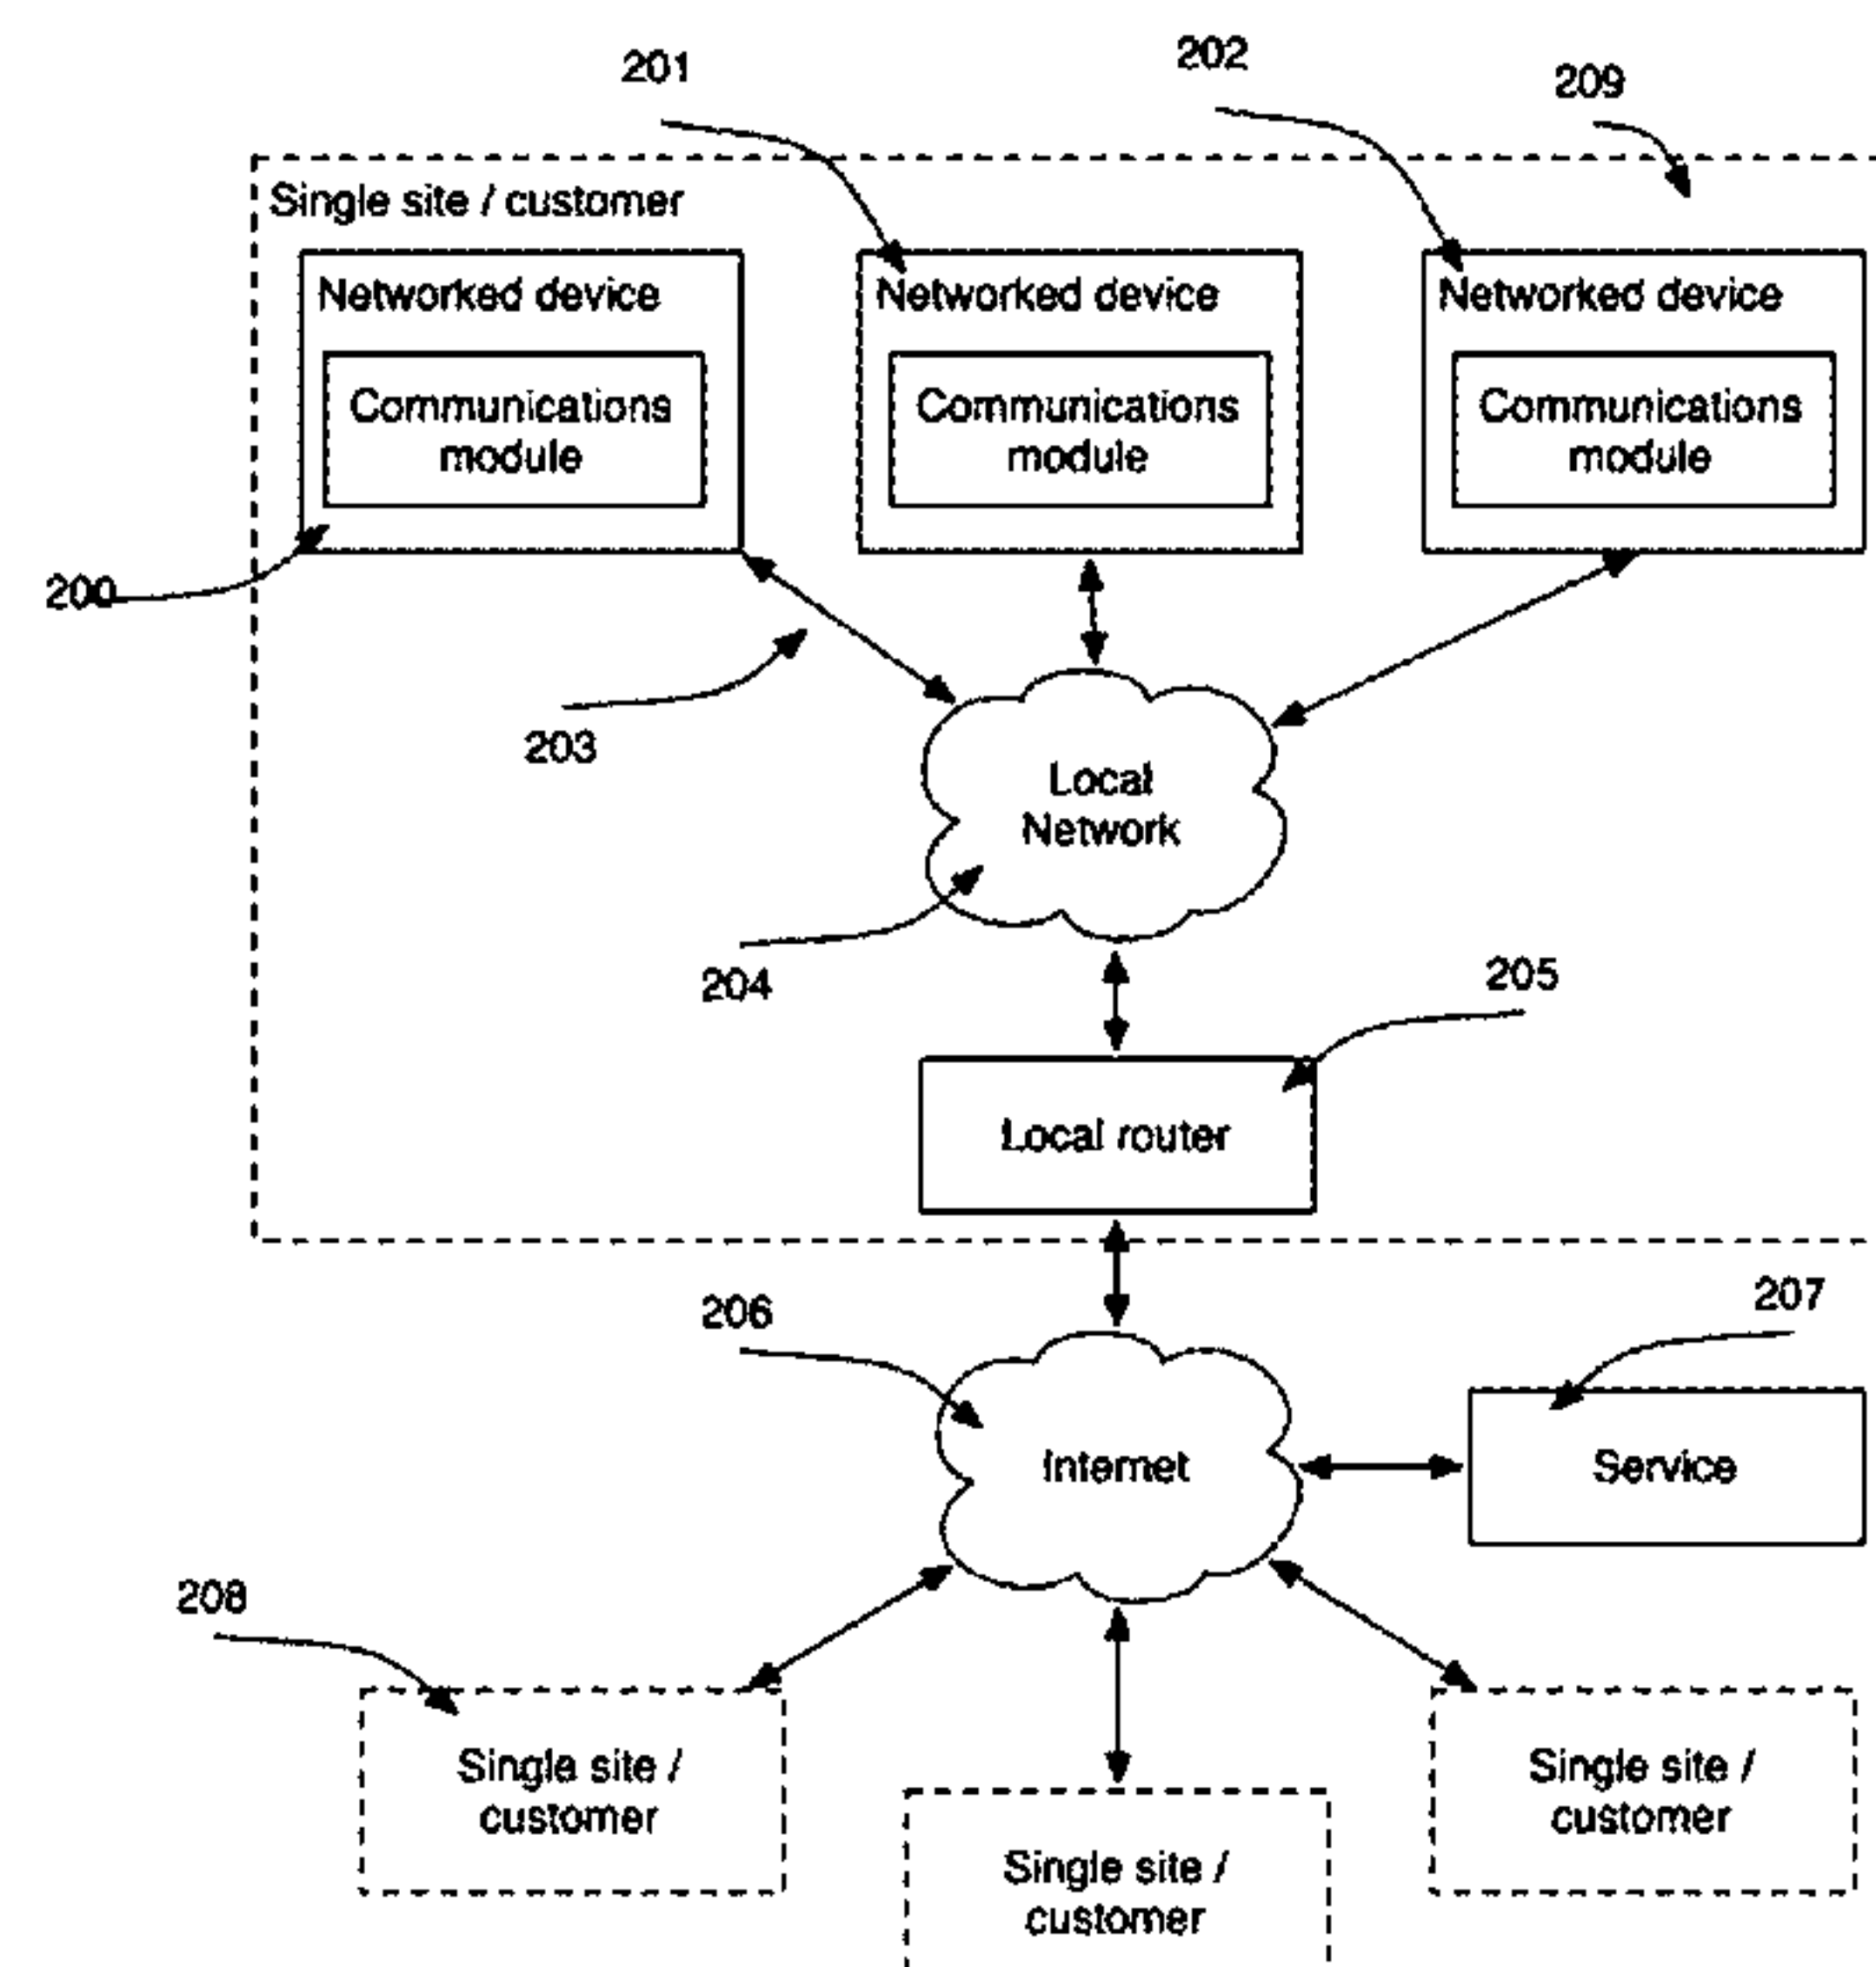 201
202
209
Single site / customer
Networked device
Networked device
Networked device
Communications
module
Communications
module
Communications
module
200
203
Local
Network
204
205
Local router
206
207
Internet
Service
208
Single site /
customer
Single site /
customer
Single site /
customer